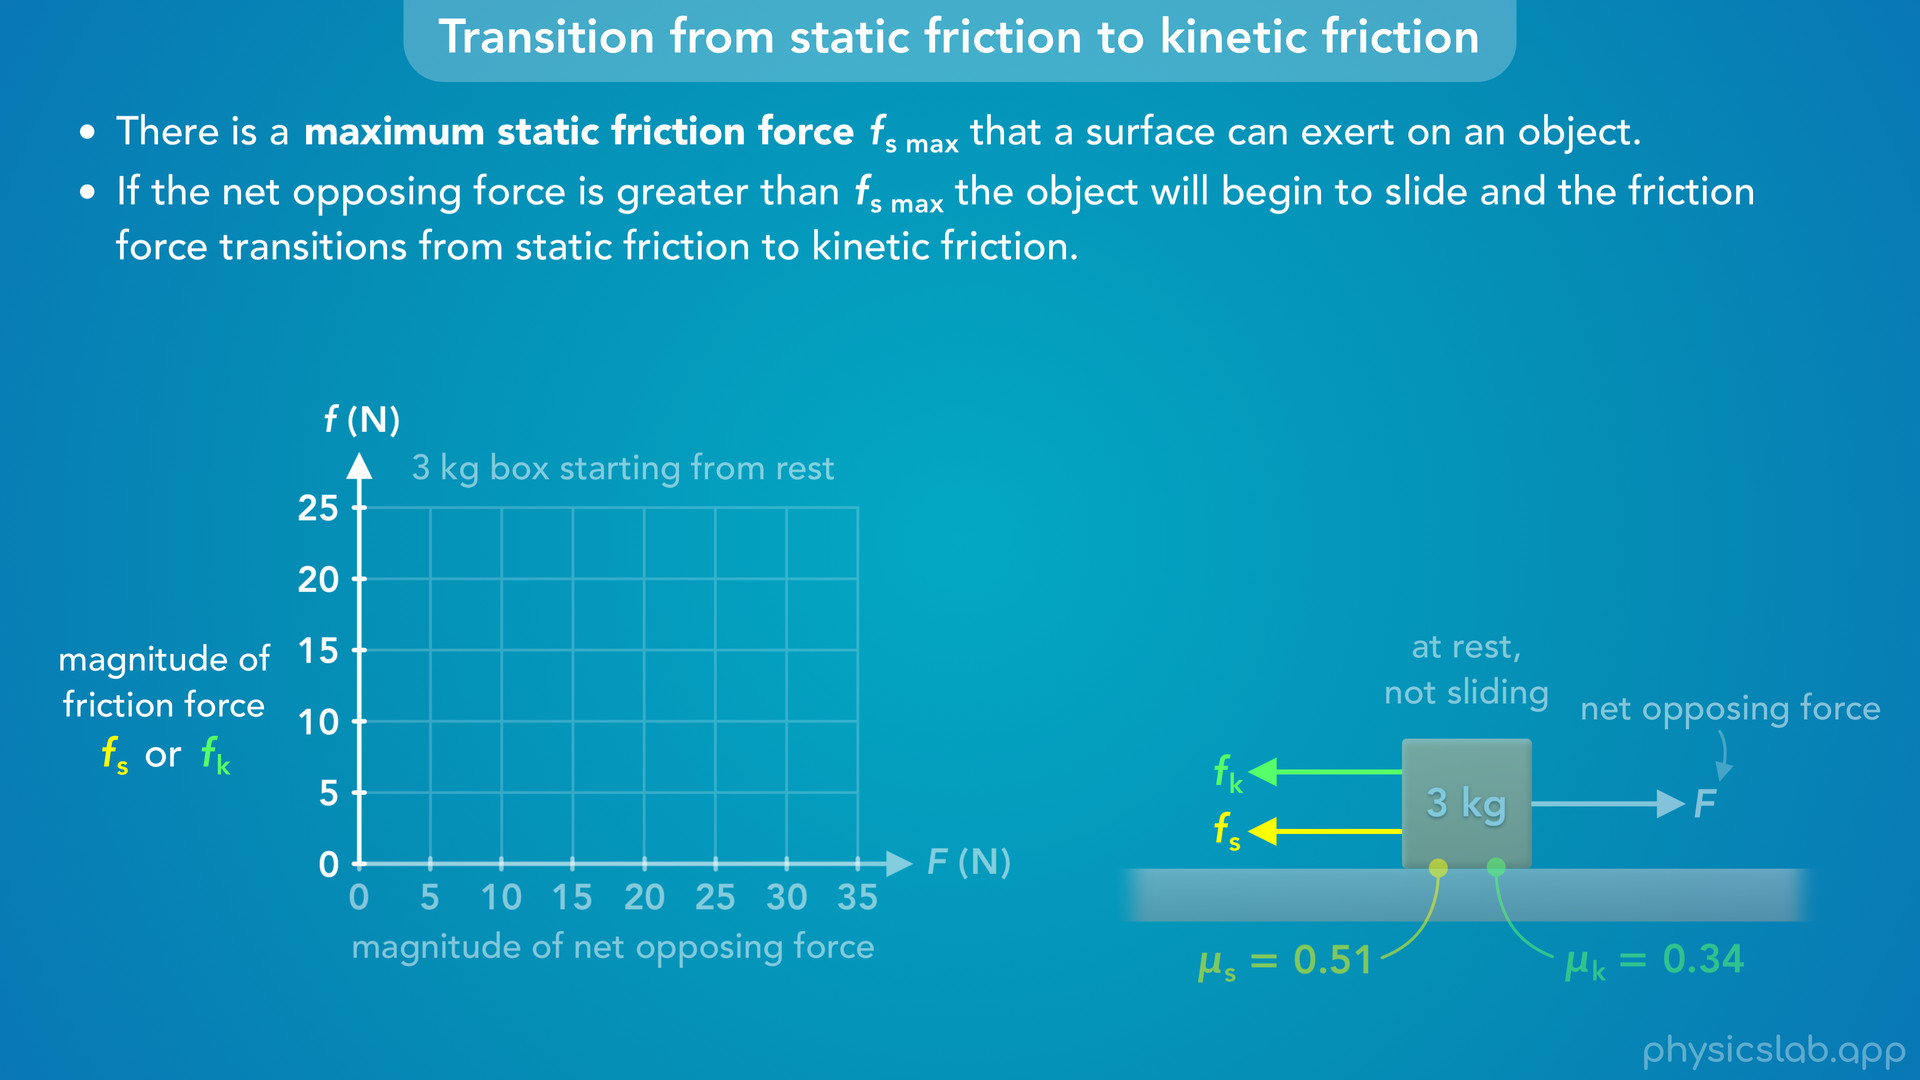 Transition from static friction to kinetic friction
• There is a maximum static friction force fs max that a surface can exert on an object.
• If the net opposing force is greater than fs max the object will begin to slide and the friction
force transitions from static friction to kinetic friction.
f (N)
3 kg box starting from rest
25
20
15
10
5
0
magnitude of
friction force
fs or fk
0 5 10 15 20 25 30 35
F (N)
magnitude of net opposing force
at rest,
not sliding
net opposing force
fk
fs
3 kg
F
μs = 0.51
μk = 0.34
physicslab.app